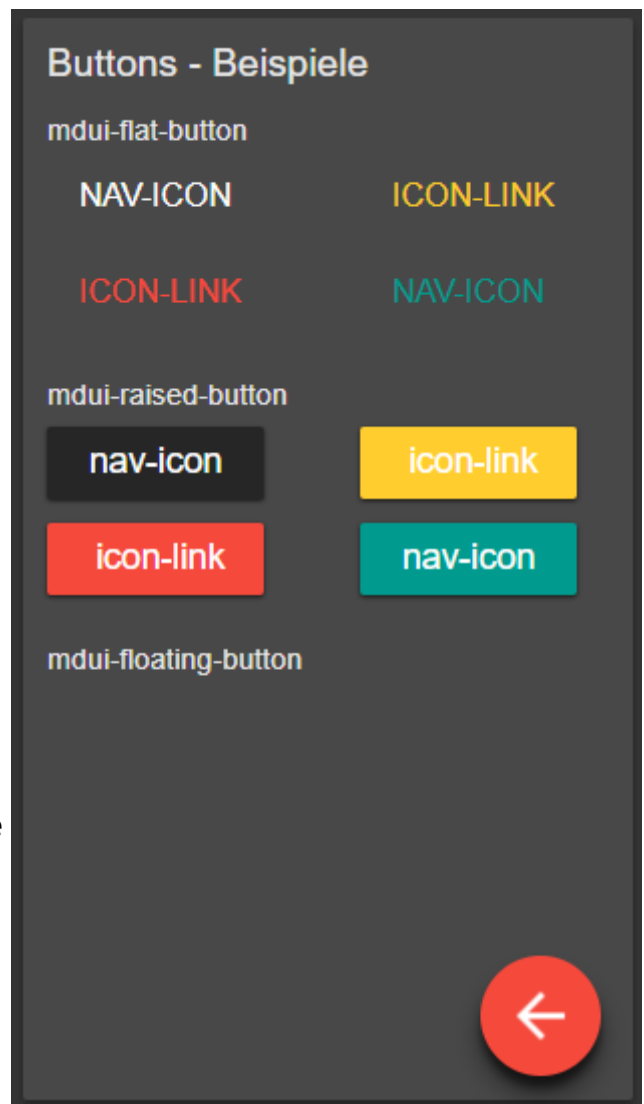 Buttons - Beispiele
mdui-flat-button
NAV-ICON ICON-LINK
ICON-LINK NAV-ICON
mdui-raised-button
nav-icon icon-link
icon-link nav-icon
mdui-floating-button